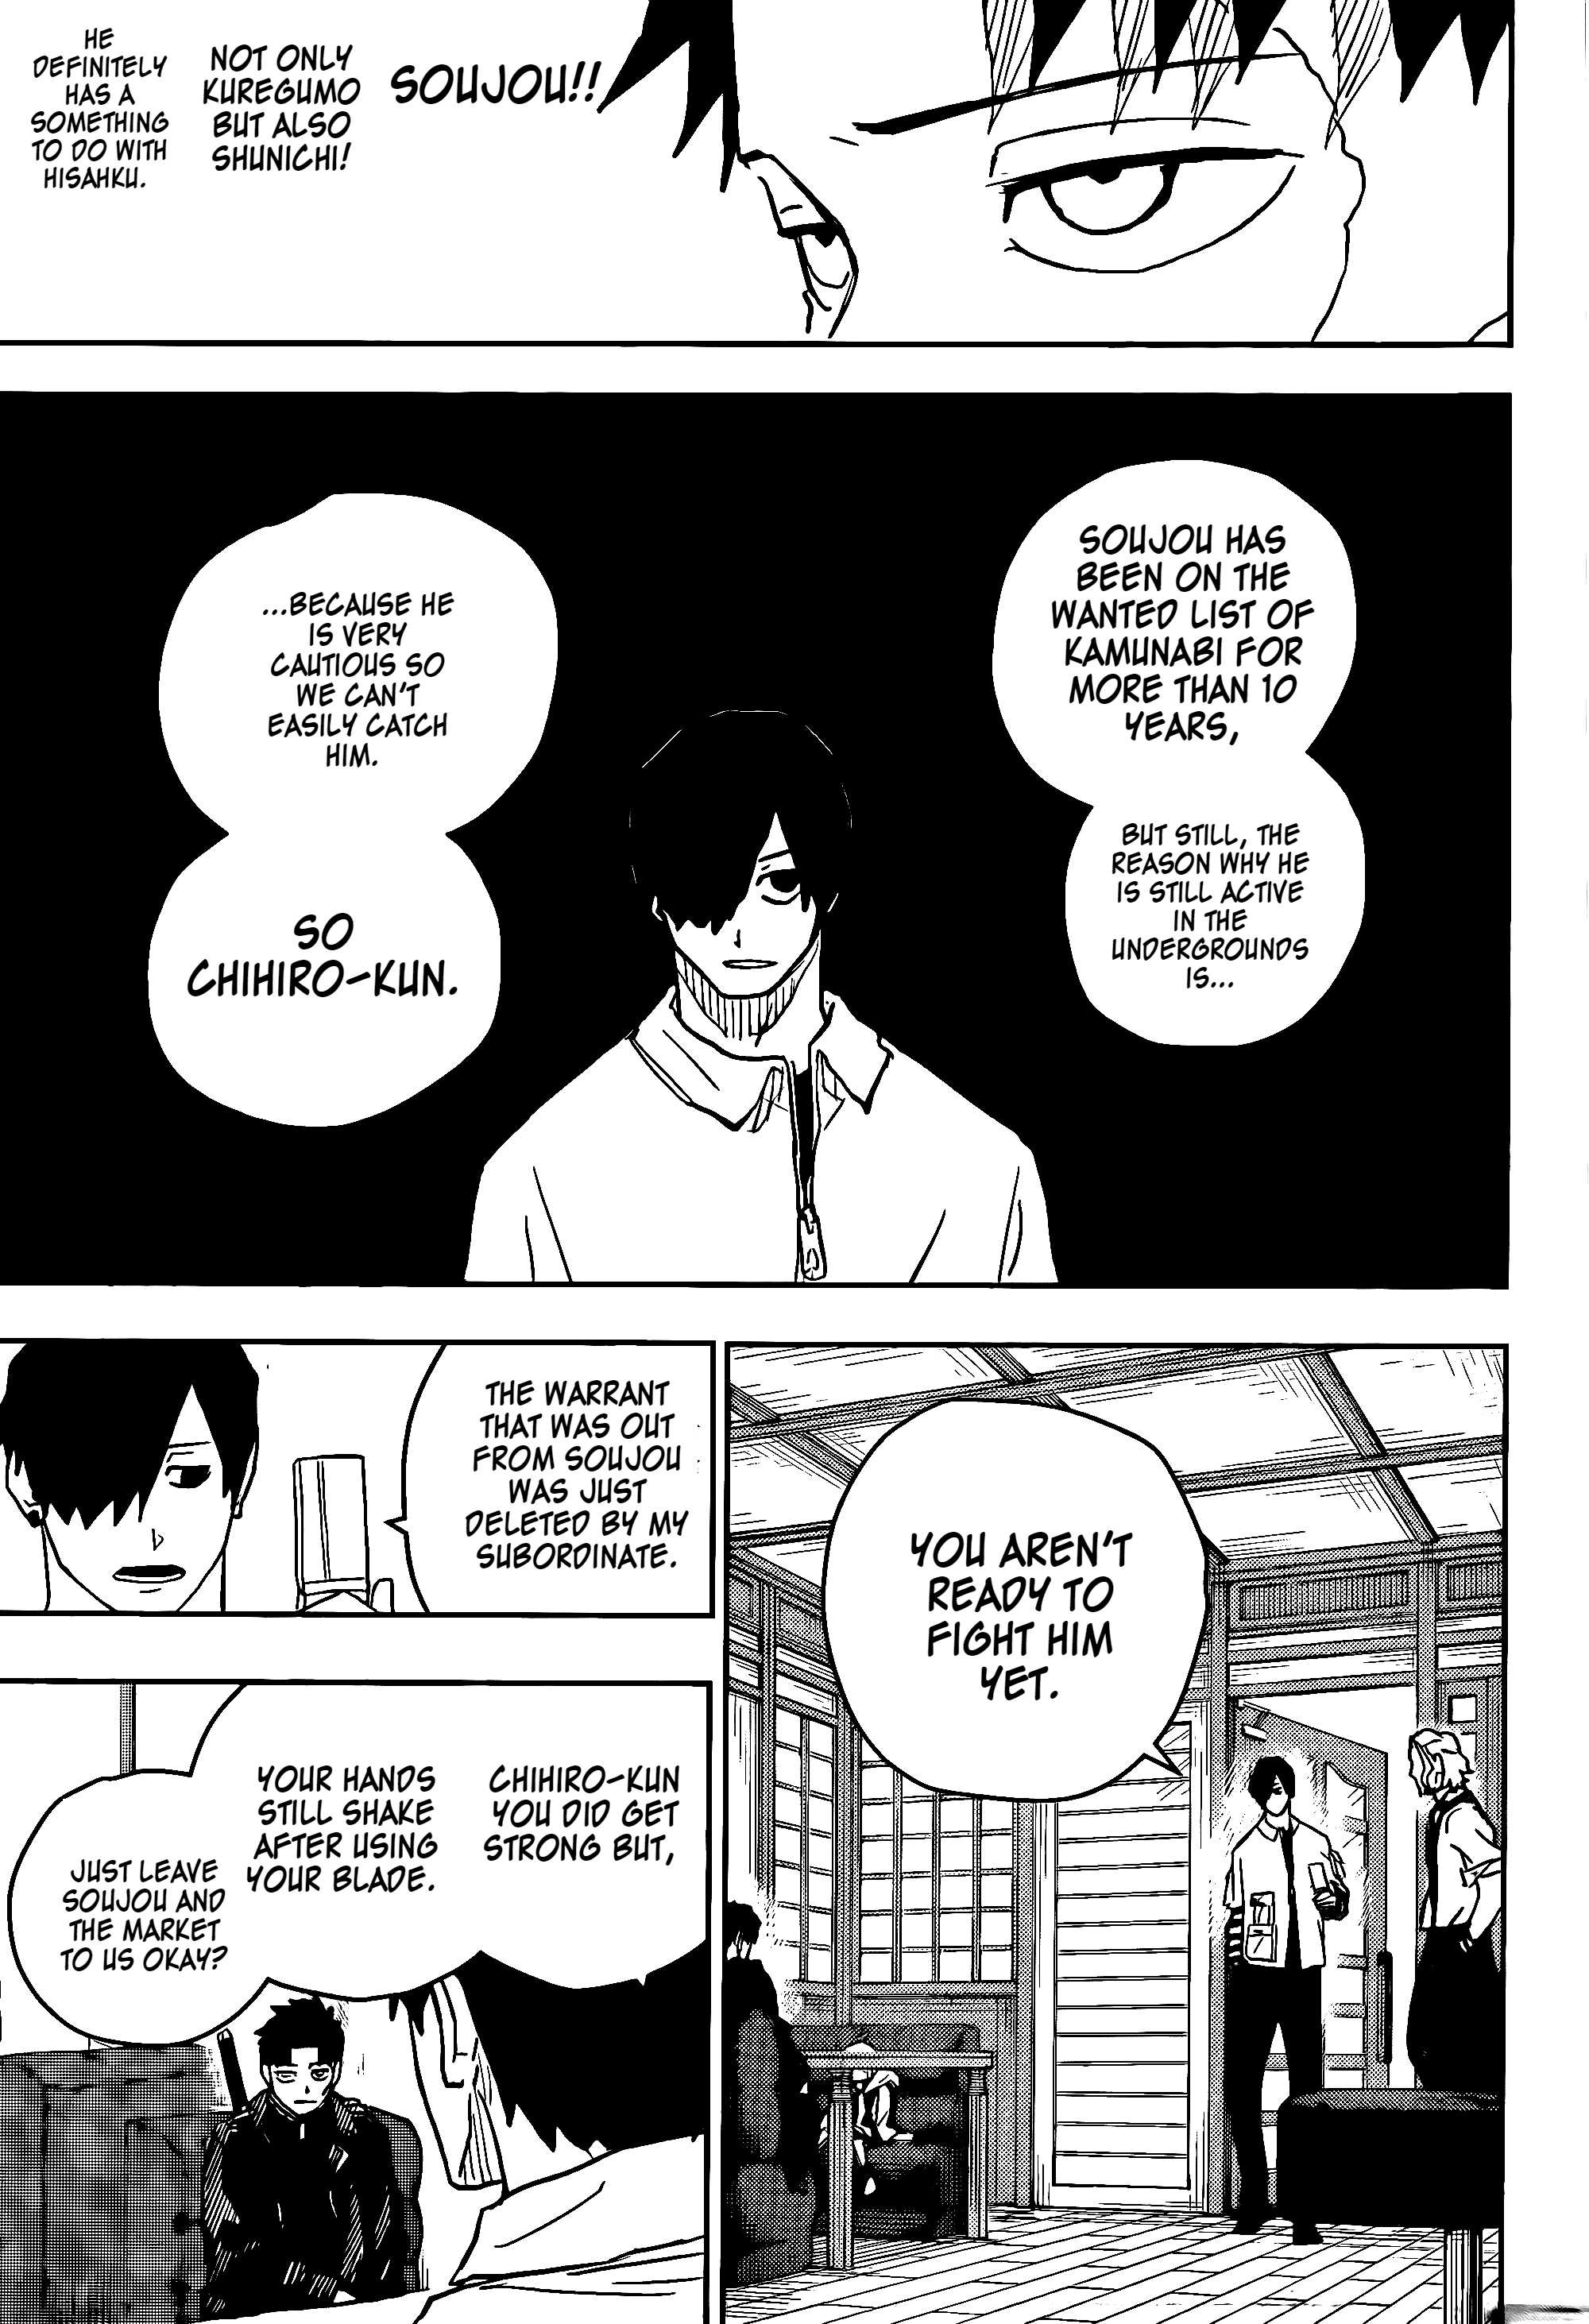 SOUJOU!!
NOT ONLY
KUREGUMO
BUT ALSO
SHUNICHI!
HE
DEFINITELY
HAS A
SOMETHING
TO DO WITH
HISAHKU.
SOUJOU HAS
BEEN ON THE
WANTED LIST OF
KAMUNABI FOR
MORE THAN 10
YEARS,
BUT STILL, THE
REASON WHY HE
IS STILL ACTIVE
IN THE
UNDERGROUNDS
IS...
...BECAUSE HE
IS VERY
CAUTIOUS SO
WE CAN'T
EASILY CATCH
HIM.
SO
CHIHIRO-KUN.
YOU AREN'T
READY TO
FIGHT HIM
YET.
THE WARRANT
THAT WAS OUT
FROM SOUJOU
WAS JUST
DELETED BY MY
SUBORDINATE.
CHIHIRO-KUN
YOU DID GET
STRONG BUT,
YOUR HANDS
STILL SHAKE
AFTER USING
YOUR BLADE.
JUST LEAVE
SOUJOU AND
THE MARKET
TO US OKAY?